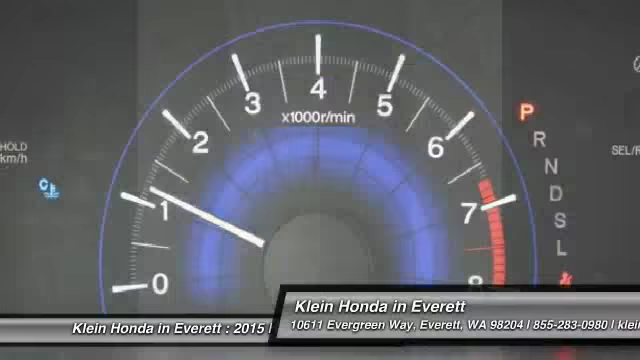 4
3
5
x1000r/min
2
6
P
HOLD
R
SEL/R
km/h
N
C
D
1
7
S
L
0
8
Klein Honda in Everett
Klein Honda in Everett : 2015
10611 Evergreen Way, Everett, WA 98204 | 855-283-0980 | klein